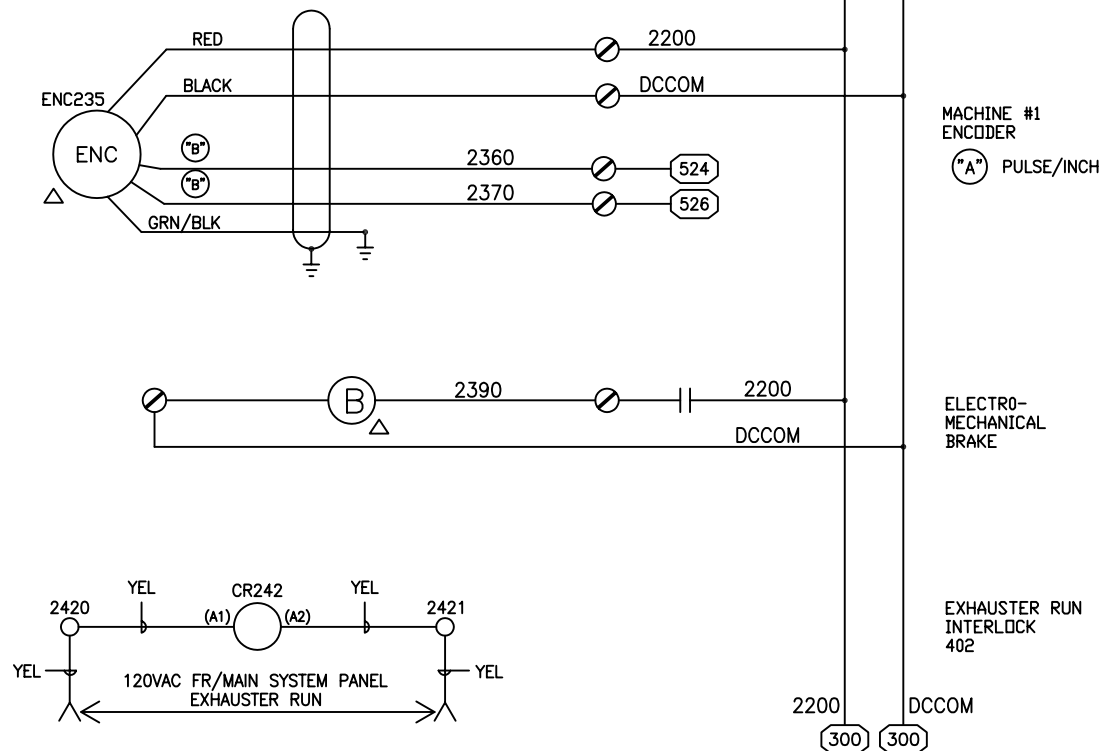 RED
2200
BLACK
DCCOM
ENC235
MACHINE #1
ENCODER
ENC
"B"
2360
524
"A" PULSE/INCH
"B"
2370
526
GRN/BLK
B
2390
2200
DCCOM
ELECTRO-
MECHANICAL
BRAKE
YEL
CR242
YEL
2420
(A1)
(A2)
2421
EXHAUSTER RUN
INTERLOCK
402
YEL
120VAC FR/MAIN SYSTEM PANEL
EXHAUSTER RUN
YEL
2200
DCCOM
300
300